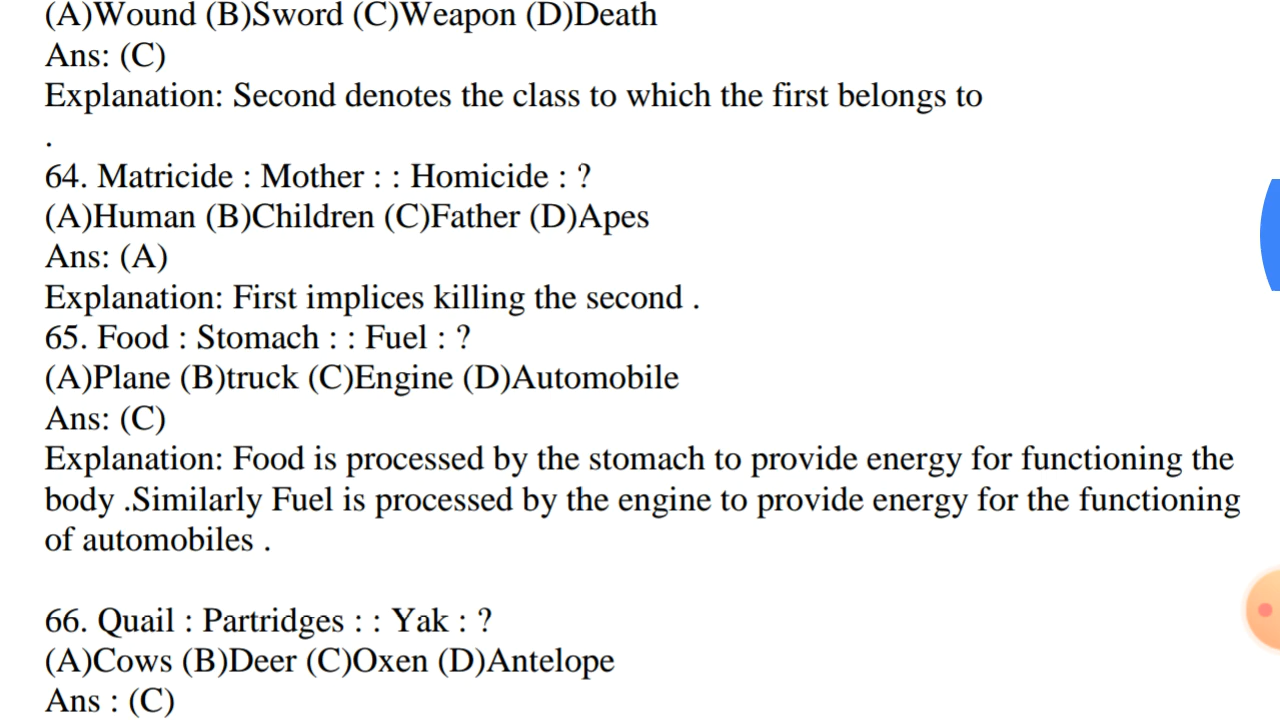 (A)Wound (B)Sword (C)Weapon (D)Death
Ans: (C)
Explanation: Second denotes the class to which the first belongs to
.
64. Matricide : Mother : : Homicide : ?
(A)Human (B)Children (C)Father (D)Apes
Ans: (A)
Explanation: First implices killing the second .
65. Food : Stomach : : Fuel : ?
(A)Plane (B)truck (C)Engine (D)Automobile
Ans: (C)
Explanation: Food is processed by the stomach to provide energy for functioning the
body .Similarly Fuel is processed by the engine to provide energy for the functioning
of automobiles .
66. Quail : Partridges : : Yak : ?
(A)Cows (B)Deer (C)Oxen (D)Antelope
Ans : (C)